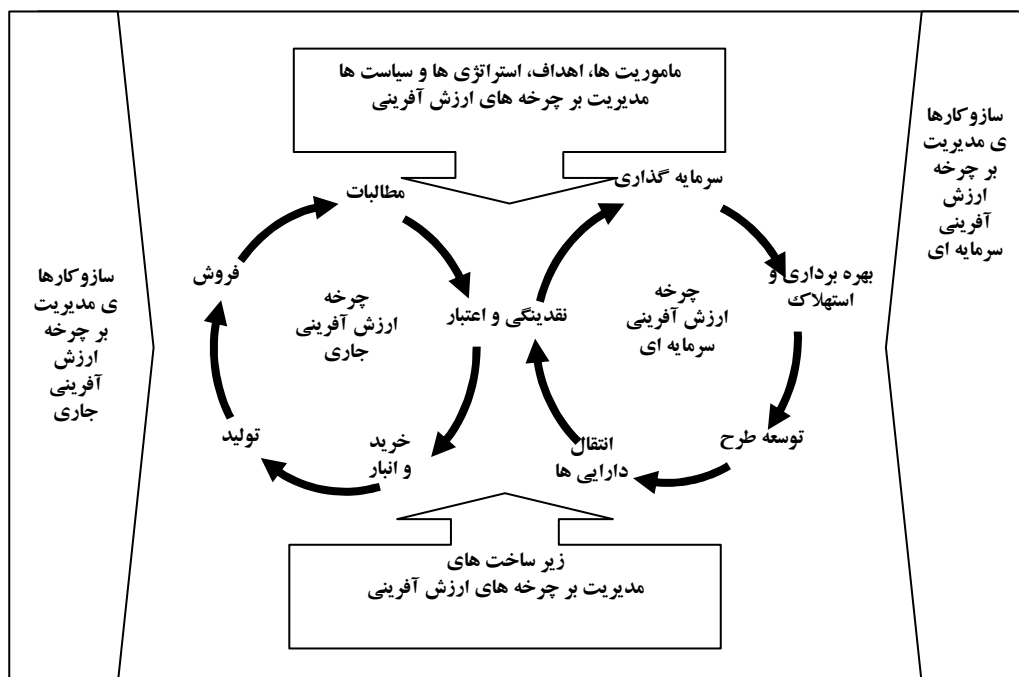 ماموریت ها، اهداف، استراتژی ها و سیاست ها
مدیریت بر چرخه های ارزش آفرینی
سازوکارها
ی مدیریت
بر چرخه
ارزش
آفرینی
سرمایه ای
سرمایه گذاری
بهره برداری و
استهلاک
توسعه طرح
انتقال
دارایی ها
چرخه
ارزش آفرینی
سرمایه ای
نقدینگی و اعتبار
مطالبات
فروش
تولید
خرید
و انبار
چرخه
ارزش آفرینی
جاری
سازوکارها
ی مدیریت
بر چرخه
ارزش
آفرینی
جاری
زیر ساخت های
مدیریت بر چرخه های ارزش آفرینی